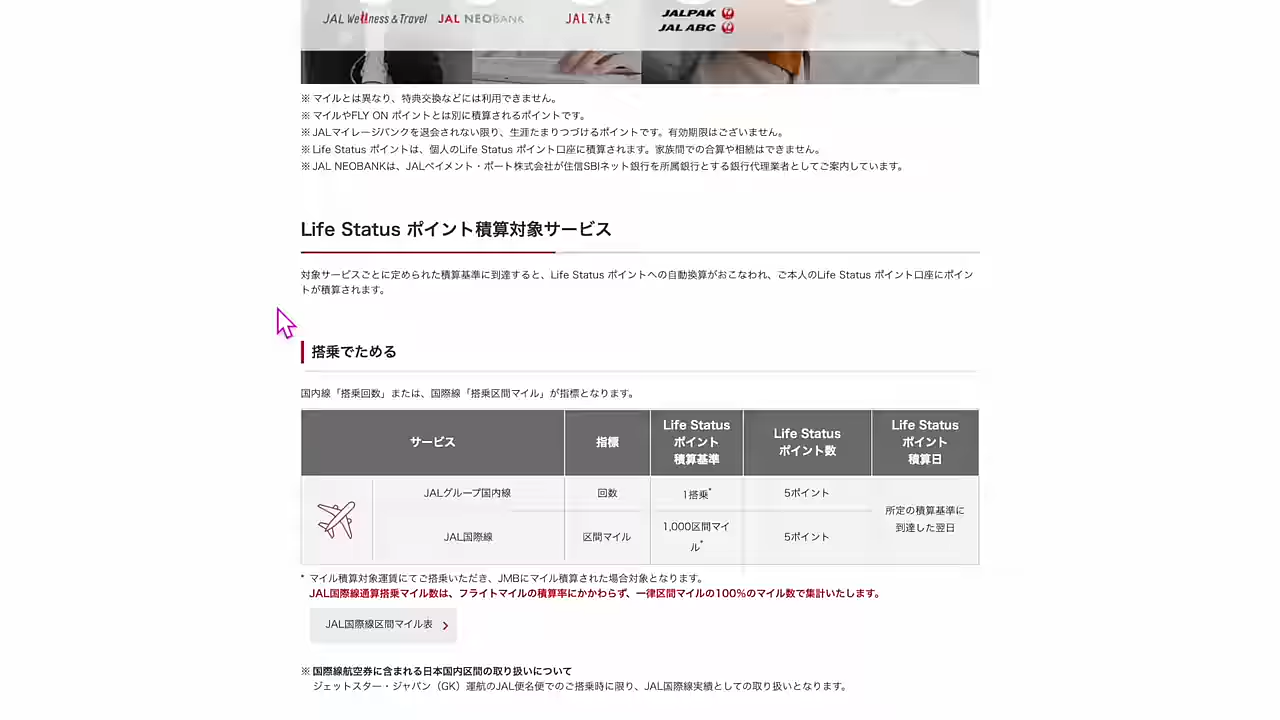 JAL Wellness & Travel JAL NEOBANK JALでんき JALPAK
JAL ABC
※ マイルとは異なり、特典交換などには利用できません。
※ マイルやFLY ON ポイントとは別に積算されるポイントです。
※ JALマイレージバンクを退会されない限り、生涯たまりつづけるポイントです。有効期限はございません。
※ Life Status ポイントは、個人のLife Status ポイント口座に積算されます。家族間での合算や相続はできません。
※ JAL NEOBANKは、JALペイメント・ポート株式会社が住信SBIネット銀行を所属銀行とする銀行代理業者としてご案内しています。
Life Status ポイント積算対象サービス
対象サービスごとに定められた積算基準に到達すると、Life Status ポイントへの自動換算がおこなわれ、ご本人のLife Status ポイント口座にポイン
トが積算されます。
搭乗でためる
国内線「搭乗回数」または、国際線「搭乗区間マイル」が指標となります。
サービス 指標 Life Status ポイント 積算基準 Life Status ポイント数 Life Status ポイント 積算日
JALグループ国内線 回数 1搭乗* 5ポイント 所定の積算基準に
到達した翌日
JAL国際線 区間マイル 1,000区間マイ
ル* 5ポイント
* マイル積算対象運賃にてご搭乗いただき、JMBにマイル積算された場合対象となります。
JAL国際線通算搭乗マイル数は、フライトマイルの積算率にかかわらず、一律区間マイルの100%のマイル数で集計いたします。
JAL国際線区間マイル表
※ 国際線航空券に含まれる日本国内区間の取り扱いについて
ジェットスター・ジャパン（GK）運航のJAL便名便でのご搭乗時に限り、JAL国際線実績としての取り扱いとなります。